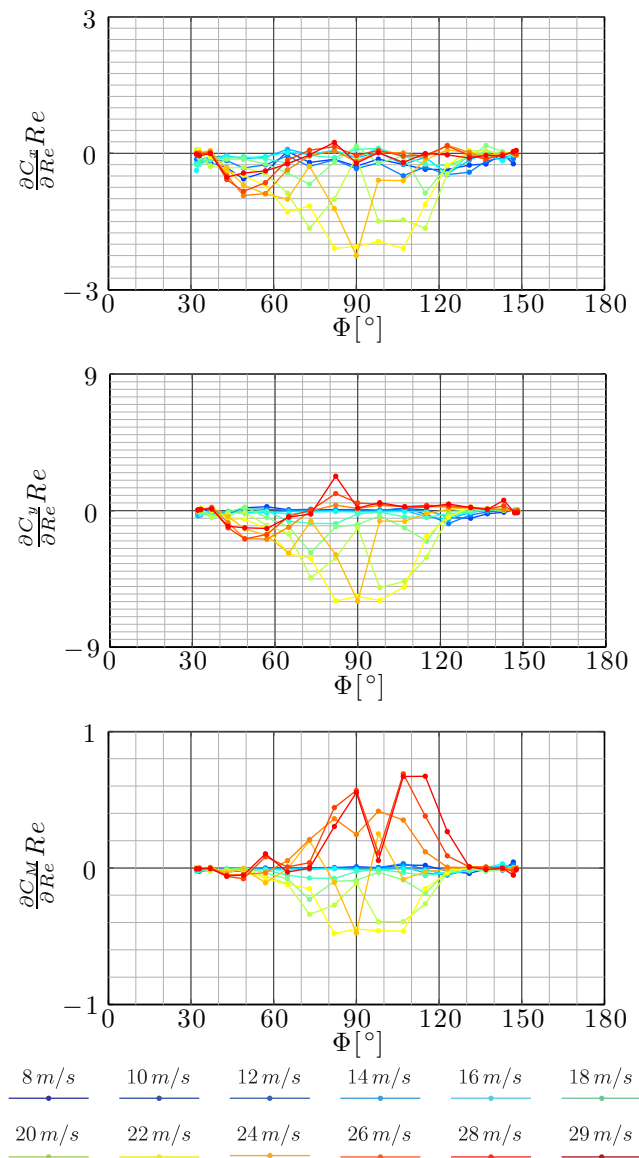 3
0
−3
∂C_x/∂Re Re
0 30 60 90 120 150 180
Φ[°]
9
0
−9
∂C_y/∂Re Re
0 30 60 90 120 150 180
Φ[°]
1
0
−1
∂C_M/∂Re Re
0 30 60 90 120 150 180
Φ[°]
8 m/s 10 m/s 12 m/s 14 m/s 16 m/s 18 m/s
20 m/s 22 m/s 24 m/s 26 m/s 28 m/s 29 m/s